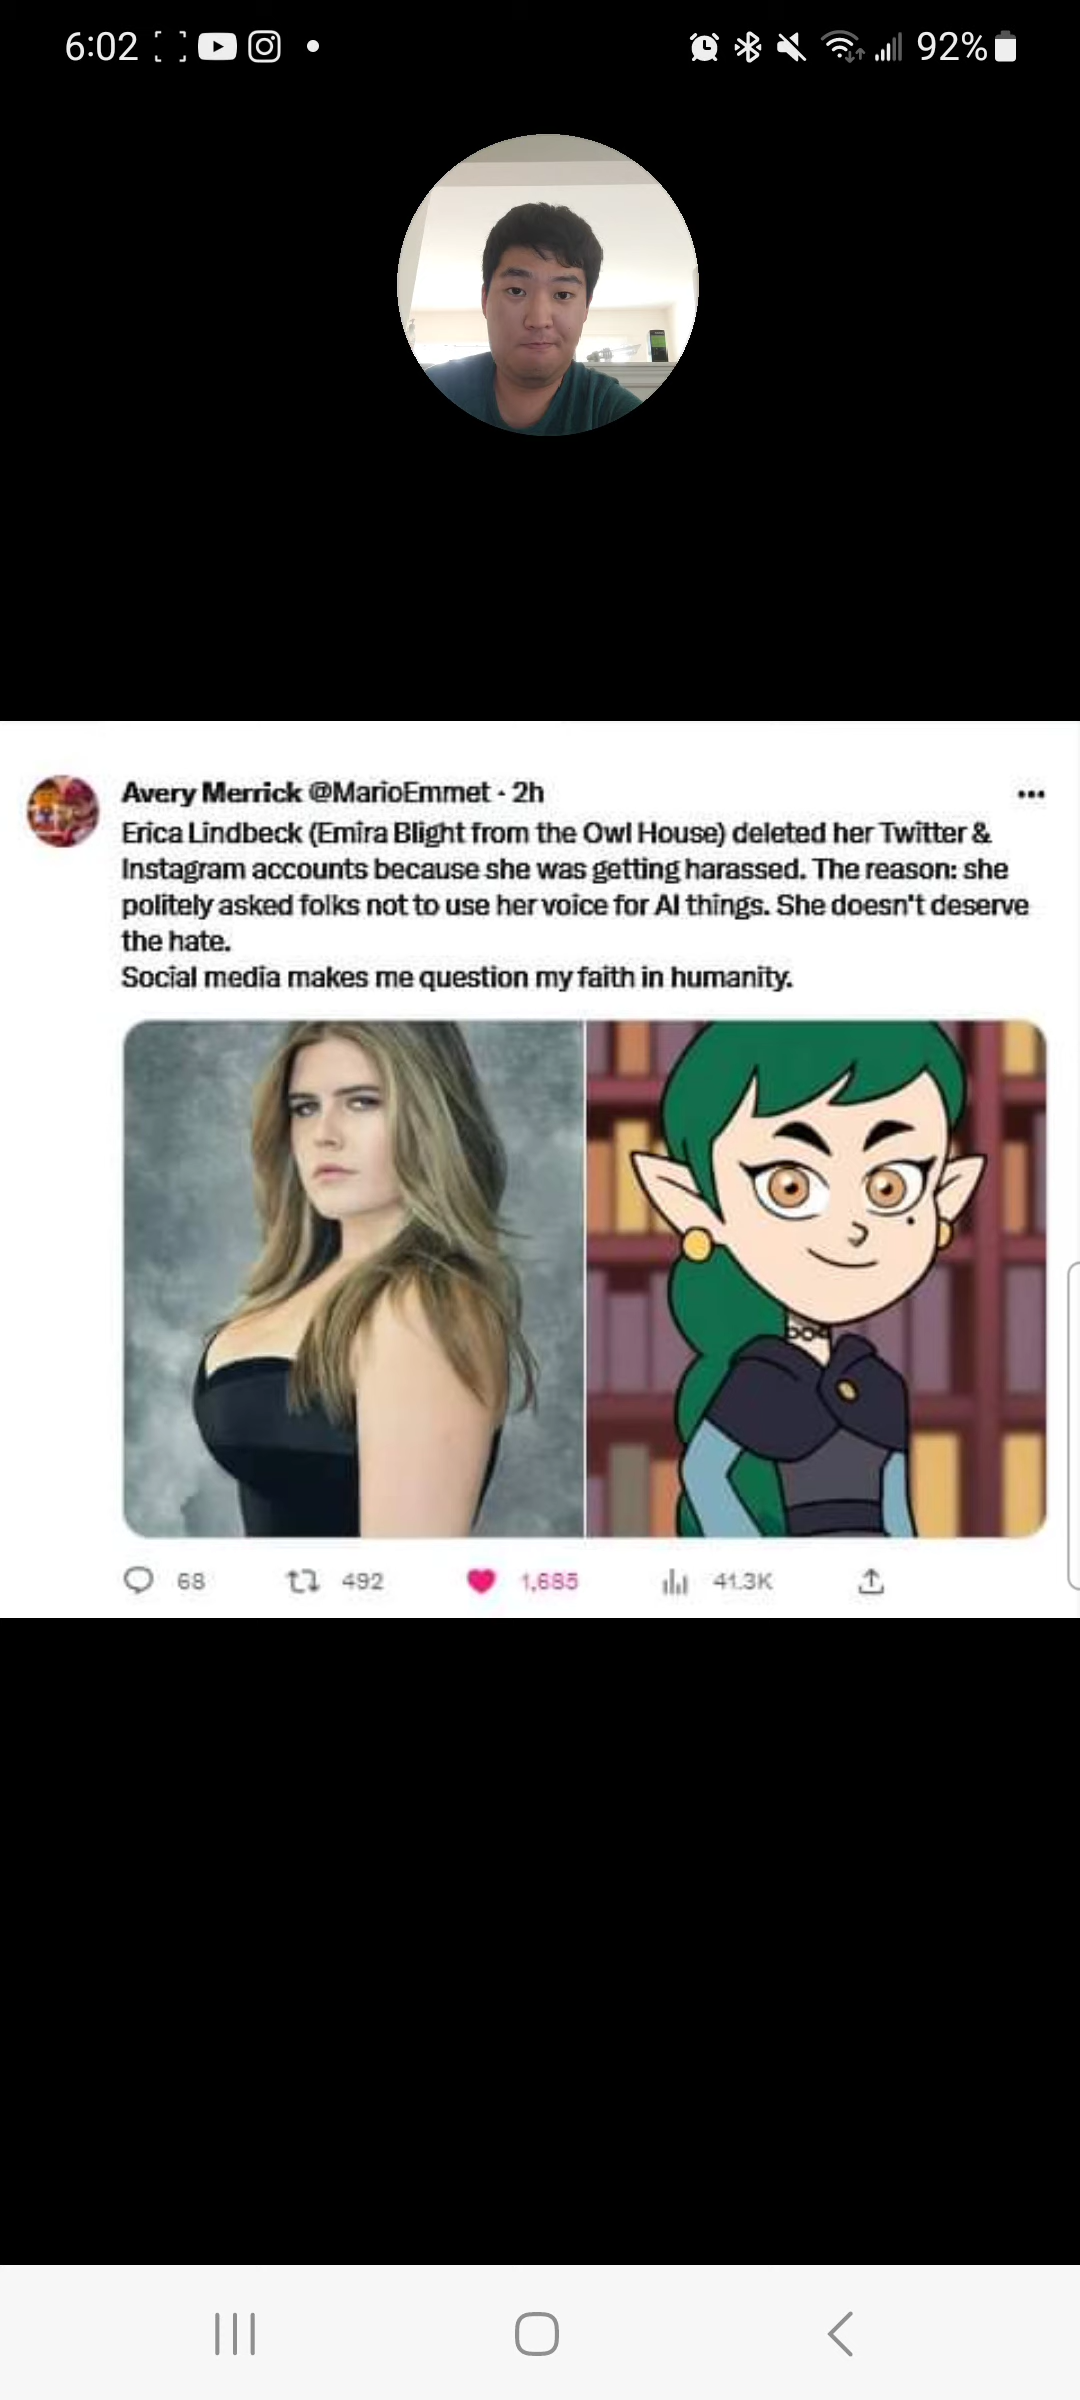 6:02
92%
Avery Merrick @MarioEmmet · 2h
Erica Lindbeck (Emira Blight from the Owl House) deleted her Twitter &
Instagram accounts because she was getting harassed. The reason: she
politely asked folks not to use her voice for AI things. She doesn't deserve
the hate.
Social media makes me question my faith in humanity.
68 492 1,685 41.3K